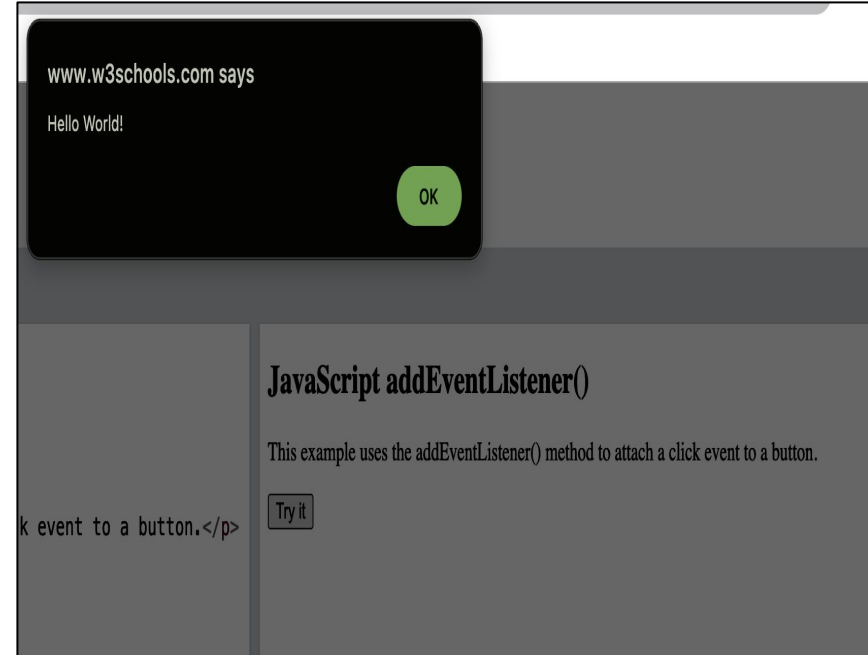 www.w3schools.com says
Hello World!
OK
JavaScript addEventListener()
This example uses the addEventListener() method to attach a click event to a button.
k event to a button.</p>
Try it